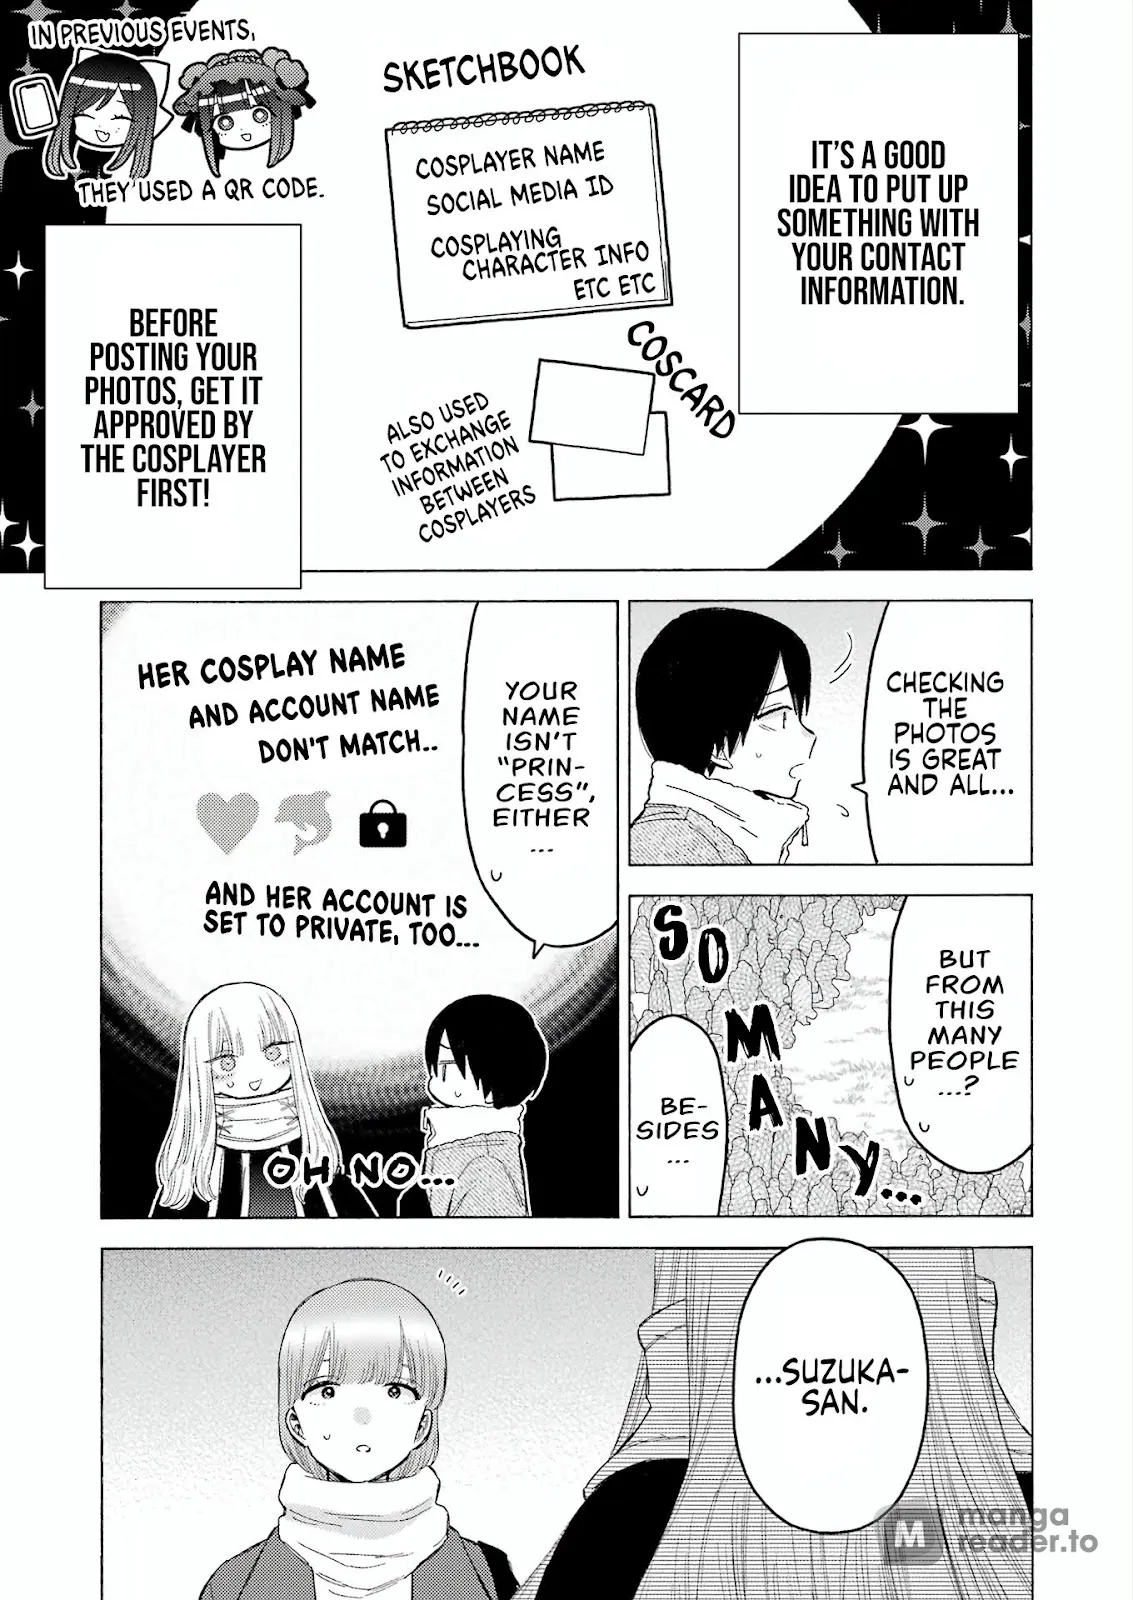 IT'S A GOOD
IDEA TO PUT UP
SOMETHING WITH
YOUR CONTACT
INFORMATION.
SKETCHBOOK
COSPLAYER NAME
SOCIAL MEDIA ID
COSPLAYING
CHARACTER INFO
ETC ETC
COSCARD
ALSO USED
TO EXCHANGE
INFORMATION
BETWEEN
COSPLAYERS
IN PREVIOUS EVENTS,
THEY USED A QR CODE.
BEFORE
POSTING YOUR
PHOTOS, GET IT
APPROVED BY
THE COSPLAYER
FIRST!
CHECKING
THE
PHOTOS
IS GREAT
AND ALL...
BUT
FROM
THIS
MANY
PEOPLE
...?
SO
MANY...
BE-
SIDES
...
YOUR
NAME
ISN'T
"PRIN-
CESS",
EITHER
...
HER COSPLAY NAME
AND ACCOUNT NAME
DON'T MATCH..
AND HER ACCOUNT IS
SET TO PRIVATE, TOO...
OH NO...
...SUZUKA-
SAN.
M
manga
reader.to